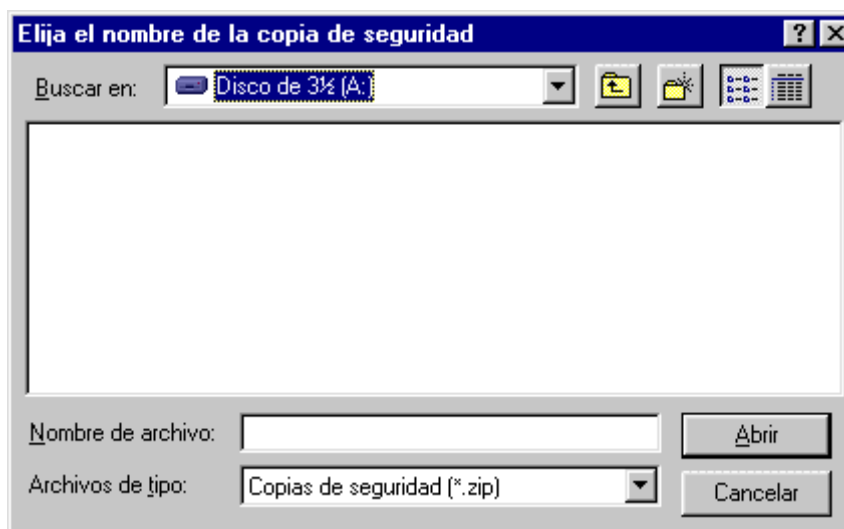 Elija el nombre de la copia de seguridad
Buscar en: Disco de 3½ (A:)
Nombre de archivo: Abrir
Archivos de tipo: Copias de seguridad (*.zip) Cancelar